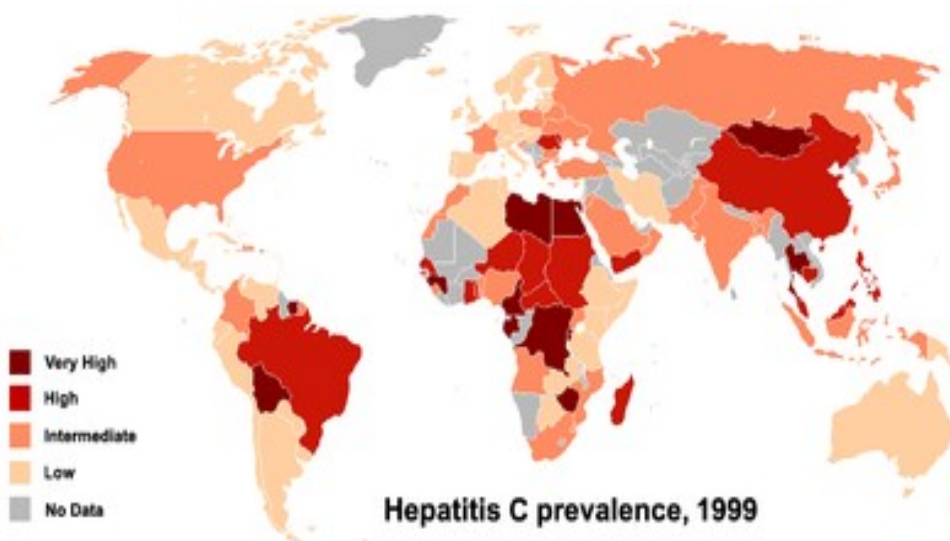 Very High
High
Intermediate
Low
No Data
Hepatitis C prevalence, 1999